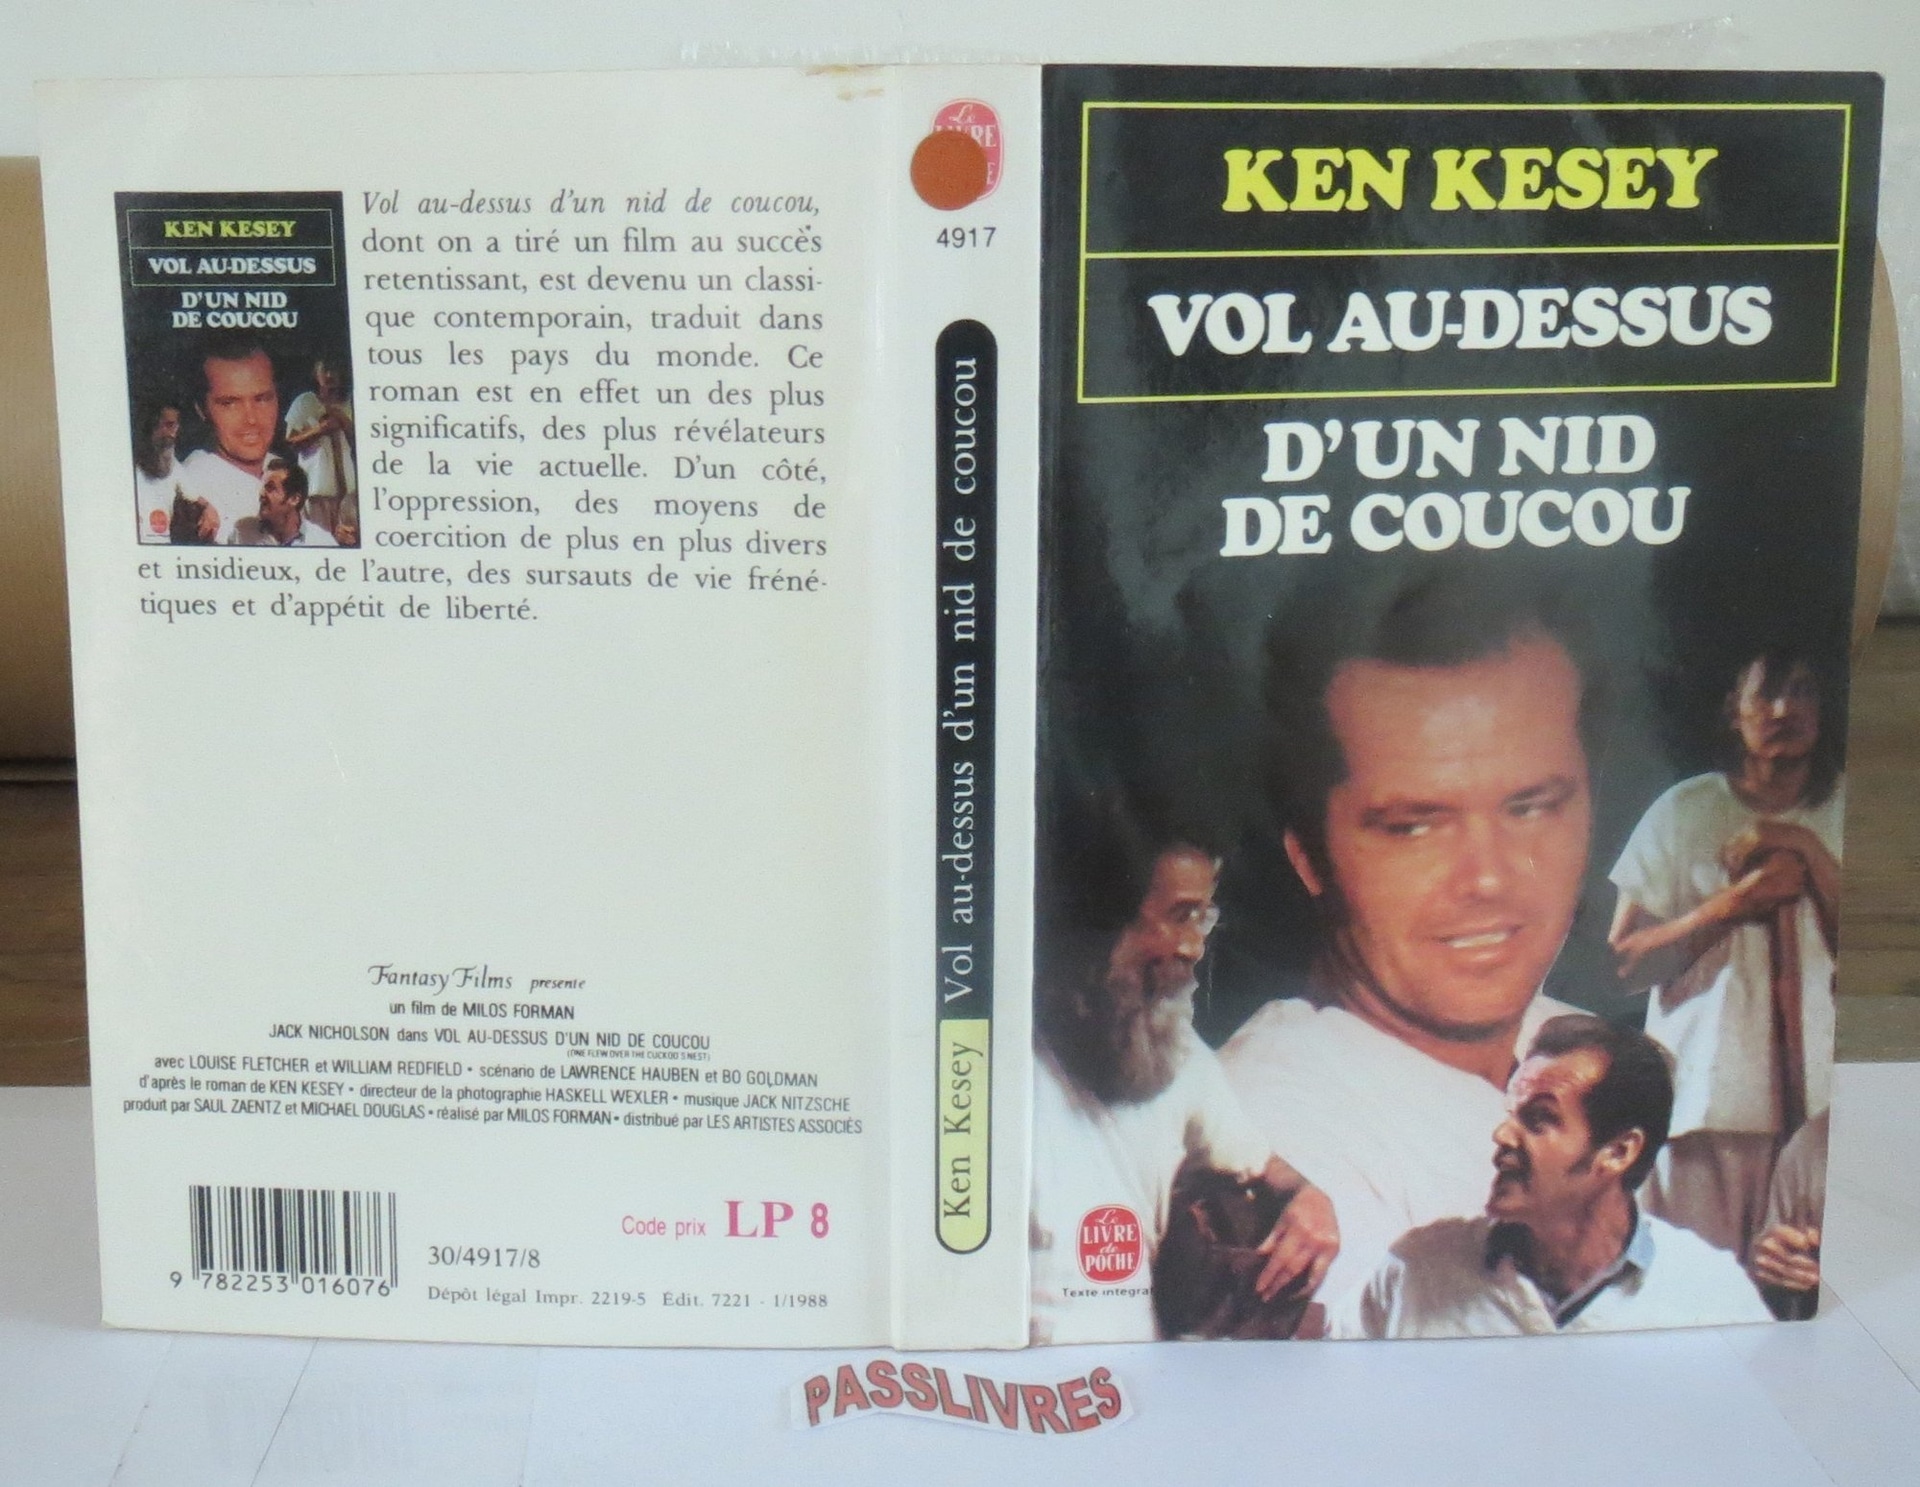 KEN KESEY
VOL AU-DESSUS
D'UN NID
DE COUCOU
Vol au-dessus d'un nid de coucou,
dont on a tiré un film au succès
retentissant, est devenu un classi-
que contemporain, traduit dans
tous les pays du monde. Ce
roman est en effet un des plus
significatifs, des plus révélateurs
de la vie actuelle. D'un côté,
l'oppression, des moyens de
coercition de plus en plus divers
et insidieux, de l'autre, des sursauts de vie fréné-
tiques et d'appétit de liberté.
Fantasy Films presente
un film de MILOS FORMAN
JACK NICHOLSON dans VOL AU-DESSUS D'UN NID DE COUCOU
(ONE FLEW OVER THE CUCKOO'S NEST)
avec LOUISE FLETCHER et WILLIAM REDFIELD • scénario de LAWRENCE HAUBEN et BO GOLDMAN
d'après le roman de KEN KESEY • directeur de la photographie HASKELL WEXLER • musique JACK NITZSCHE
produit par SAUL ZAENTZ et MICHAEL DOUGLAS • réalisé par MILOS FORMAN • distribué par LES ARTISTES ASSOCIÉS
Code prix LP 8
30/4917/8
9 782253 016076
Dépôt légal Impr. 2219-5 Édit. 7221 - 1/1988
Le
4917
Ken Kesey Vol au-dessus d'un nid de coucou
KEN KESEY
VOL AU-DESSUS
D'UN NID
DE COUCOU
Le
LIVRE
de
POCHE
Texte intégral
PASSLIVRES